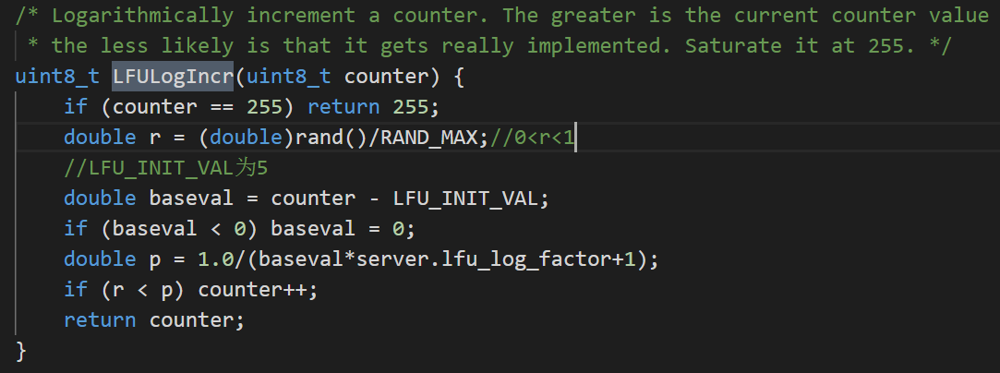 /* Logarithmically increment a counter. The greater is the current counter value
 * the less likely is that it gets really implemented. Saturate it at 255. */
uint8_t LFULogIncr(uint8_t counter) {
    if (counter == 255) return 255;
    double r = (double)rand()/RAND_MAX;//0<r<1
    //LFU_INIT_VAL为5
    double baseval = counter - LFU_INIT_VAL;
    if (baseval < 0) baseval = 0;
    double p = 1.0/(baseval*server.lfu_log_factor+1);
    if (r < p) counter++;
    return counter;
}